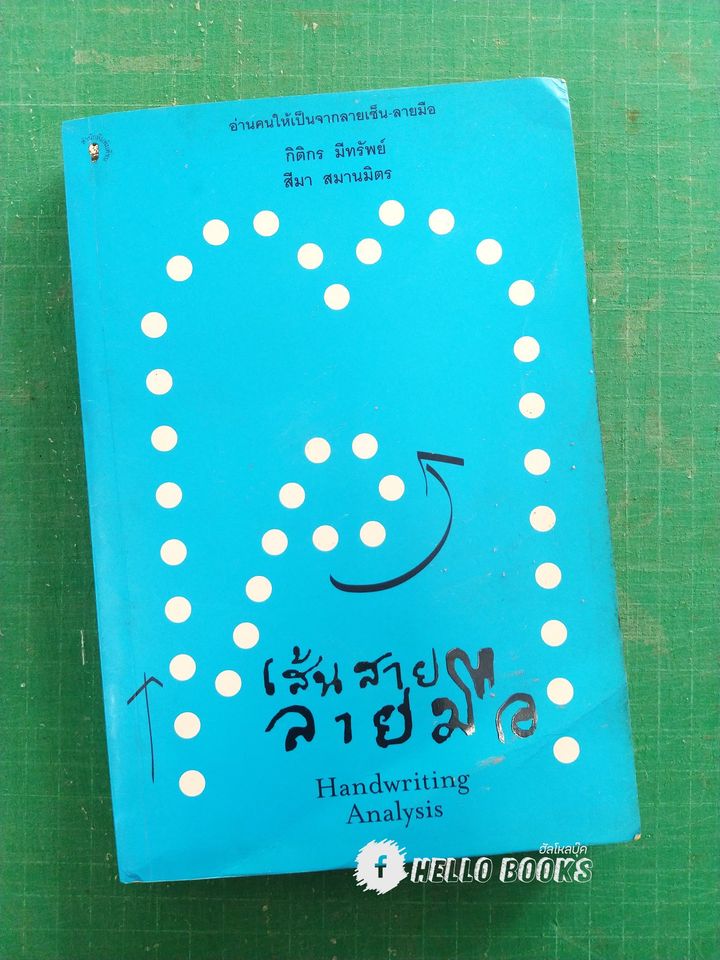 อ่านคนให้เป็นจากลายเซ็น-ลายมือ
กิติกร มีทรัพย์
สีมา สมานมิตร
เส้นสาย
ลายมือ
Handwriting
Analysis
ฮัลโหลบุ๊ค
f HELLO BOOKS